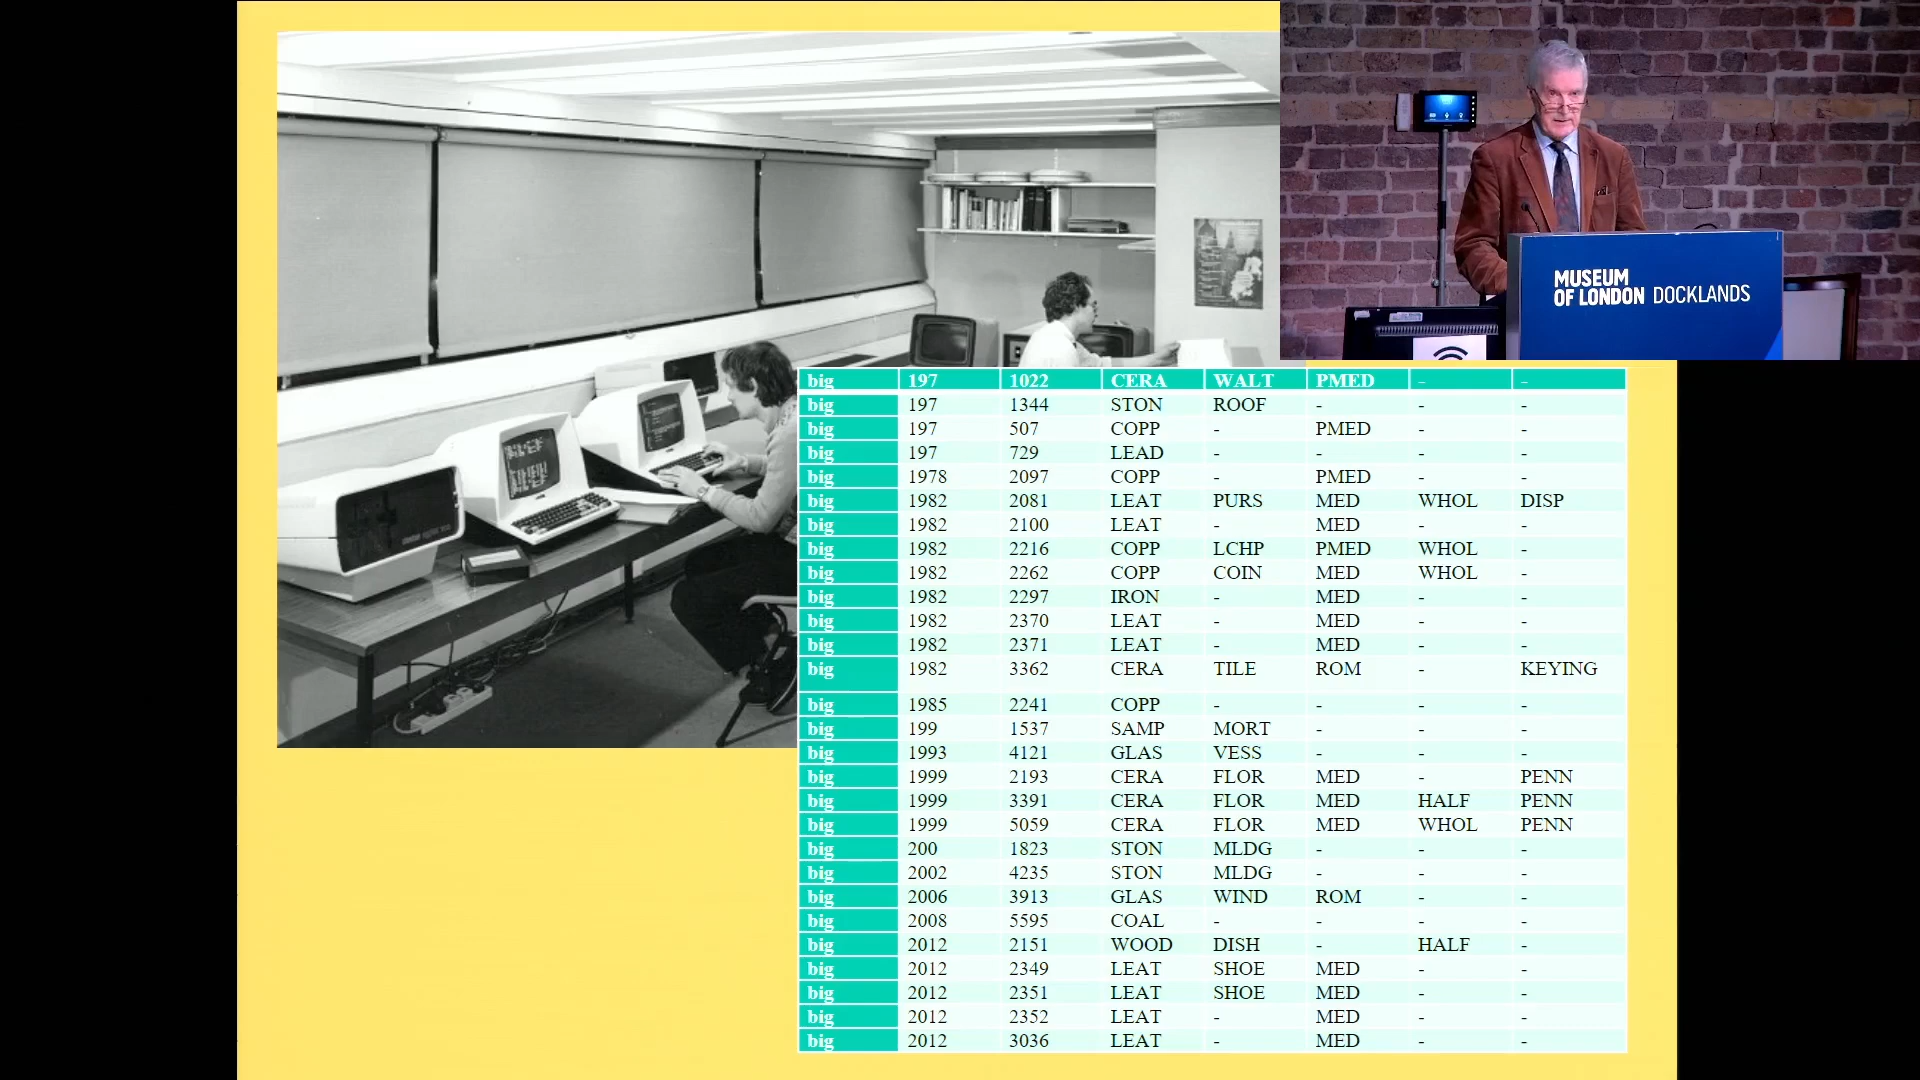 MUSEUM
OF LONDON DOCKLANDS
big 197 1022 CERA WALT PMED - -
big 197 1344 STON ROOF - - -
big 197 507 COPP - PMED - -
big 197 729 LEAD - - - -
big 1978 2097 COPP - PMED - -
big 1982 2081 LEAT PURS MED WHOL DISP
big 1982 2100 LEAT - MED - -
big 1982 2216 COPP LCHP PMED WHOL -
big 1982 2262 COPP COIN MED WHOL -
big 1982 2297 IRON - MED - -
big 1982 2370 LEAT - MED - -
big 1982 2371 LEAT - MED - -
big 1982 3362 CERA TILE ROM - KEYING
big 1985 2241 COPP - - - -
big 199 1537 SAMP MORT - - -
big 1993 4121 GLAS VESS - - -
big 1999 2193 CERA FLOR MED - PENN
big 1999 3391 CERA FLOR MED HALF PENN
big 1999 5059 CERA FLOR MED WHOL PENN
big 200 1823 STON MLDG - - -
big 2002 4235 STON MLDG - - -
big 2006 3913 GLAS WIND ROM - -
big 2008 5595 COAL - - - -
big 2012 2151 WOOD DISH - HALF -
big 2012 2349 LEAT SHOE MED - -
big 2012 2351 LEAT SHOE MED - -
big 2012 2352 LEAT - MED - -
big 2012 3036 LEAT - MED - -